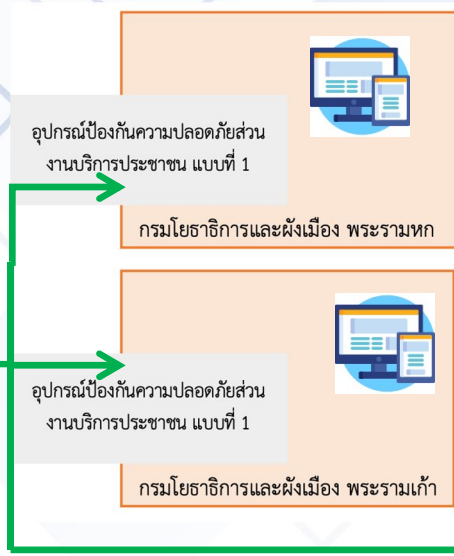 อุปกรณ์ป้องกันความปลอดภัยส่วน
งานบริการประชาชน แบบที่ 1
กรมโยธาธิการและผังเมือง พระรามหก
อุปกรณ์ป้องกันความปลอดภัยส่วน
งานบริการประชาชน แบบที่ 1
กรมโยธาธิการและผังเมือง พระรามเก้า